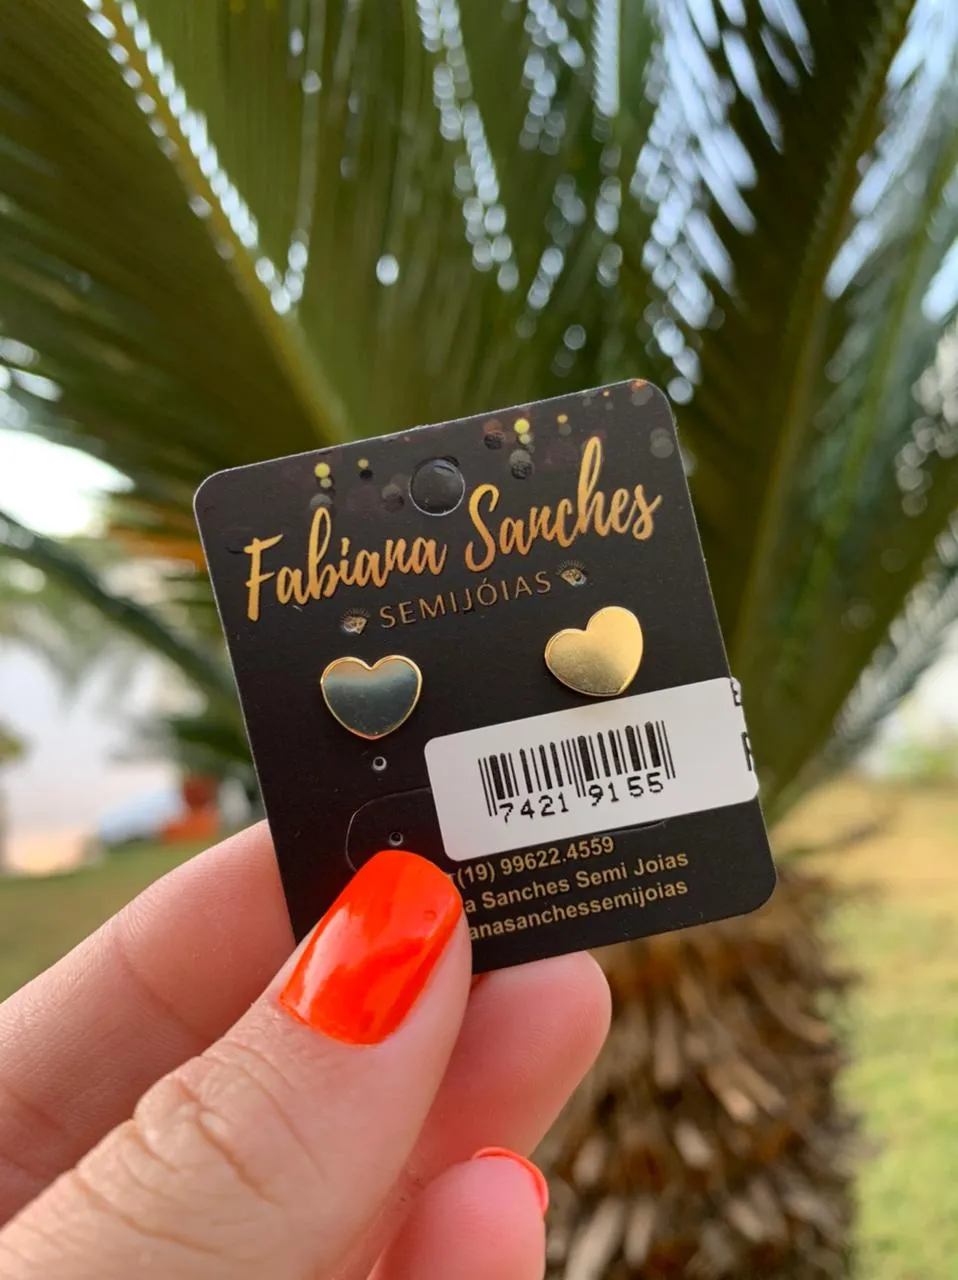 Fabiana Sanches
SEMIJÓIAS
7421 9155
(19) 99622.4559
Sanches Semi Joias
anasanchessemijoias